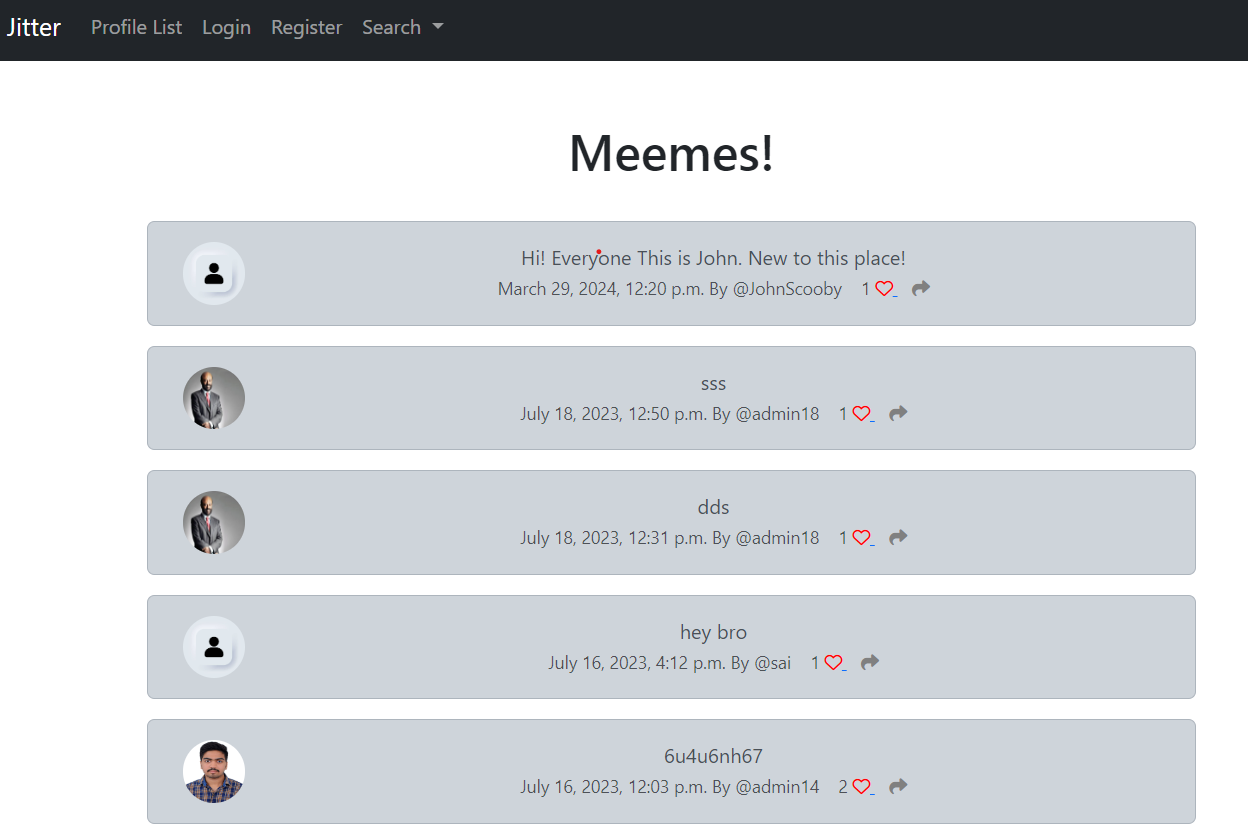 Jitter Profile List Login Register Search
Meemes!
Hi! Everyone This is John. New to this place!
March 29, 2024, 12:20 p.m. By @JohnScooby 1
sss
July 18, 2023, 12:50 p.m. By @admin18 1
dds
July 18, 2023, 12:31 p.m. By @admin18 1
hey bro
July 16, 2023, 4:12 p.m. By @sai 1
6u4u6nh67
July 16, 2023, 12:03 p.m. By @admin14 2